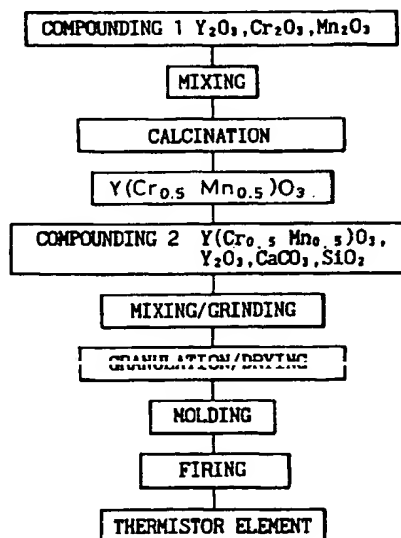 COMPOUNDING 1 Y₂O₃,Cr₂O₃,Mn₂O₃
MIXING
CALCINATION
Y(Cr₀.₅ Mn₀.₅)O₃.
COMPOUNDING 2 Y(Cr₀.₅ Mn₀.₅)O₃,
Y₂O₃,CaCO₃,SiO₂
MIXING/GRINDING
GRANULATION/DRYING
MOLDING
FIRING
THERMISTOR ELEMENT